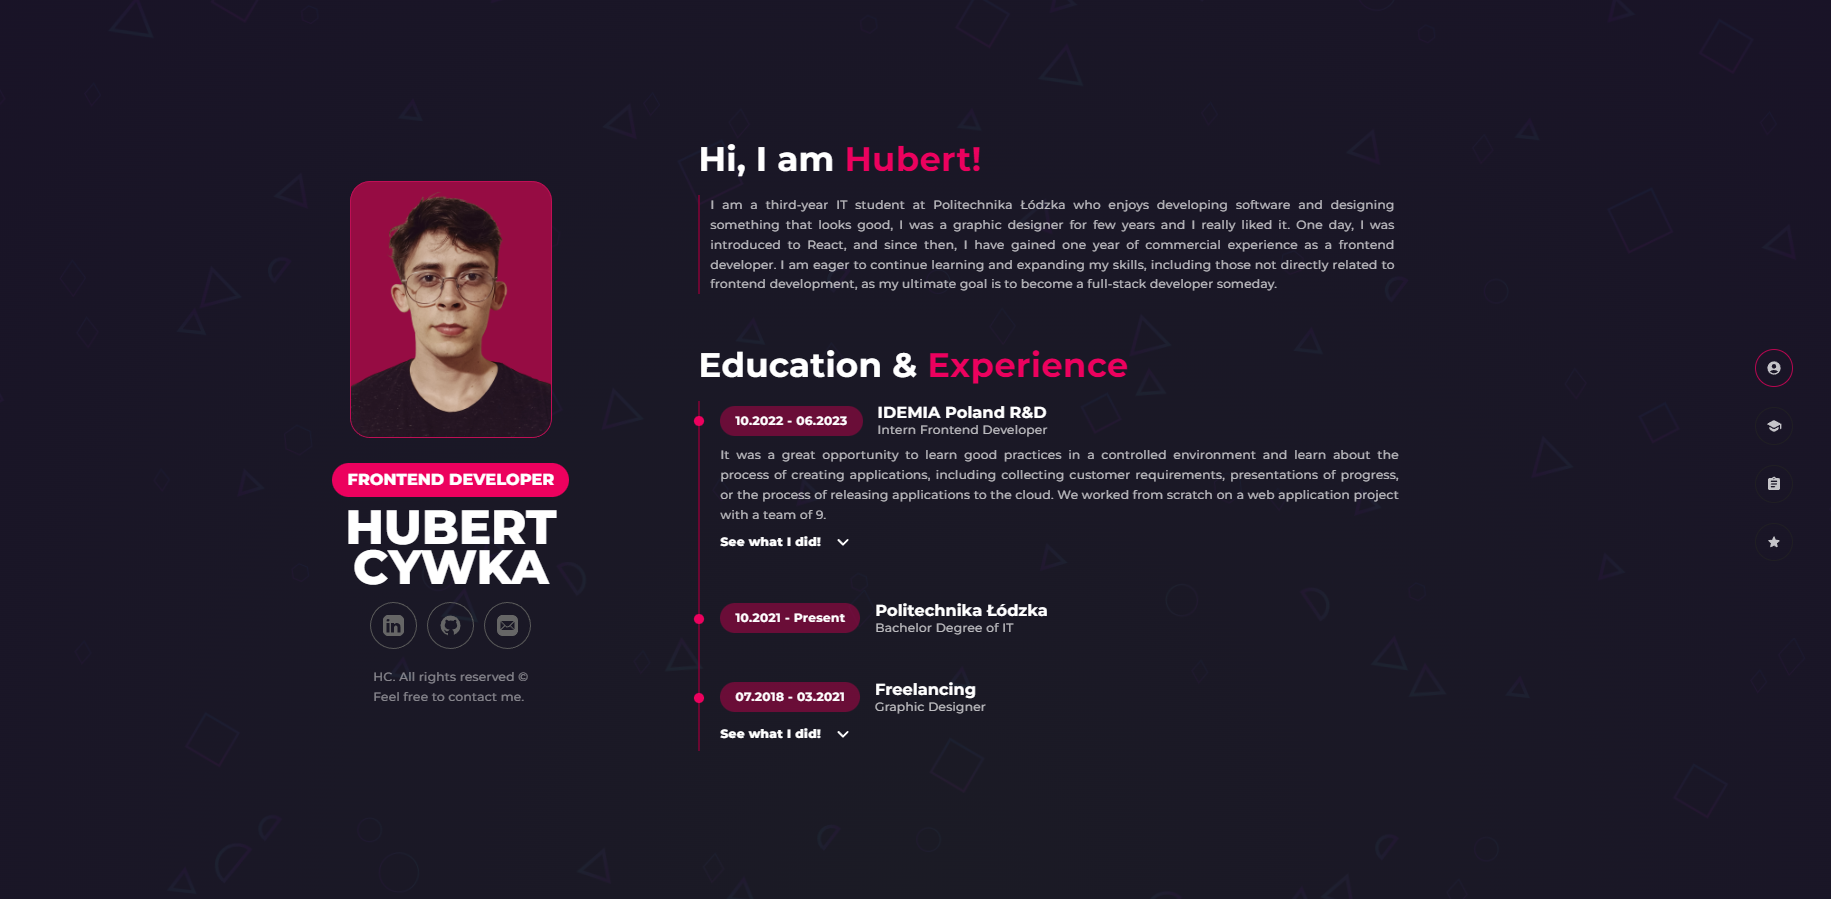 Hi, I am Hubert!
I am a third-year IT student at Politechnika Łódzka who enjoys developing software and designing
something that looks good, I was a graphic designer for few years and I really liked it. One day, I was
introduced to React, and since then, I have gained one year of commercial experience as a frontend
developer. I am eager to continue learning and expanding my skills, including those not directly related to
frontend development, as my ultimate goal is to become a full-stack developer someday.
FRONTEND DEVELOPER
HUBERT
CYWKA
in
HC. All rights reserved ©
Feel free to contact me.
Education & Experience
10.2022 - 06.2023
IDEMIA Poland R&D
Intern Frontend Developer
It was a great opportunity to learn good practices in a controlled environment and learn about the
process of creating applications, including collecting customer requirements, presentations of progress,
or the process of releasing applications to the cloud. We worked from scratch on a web application project
with a team of 9.
See what I did!
10.2021 - Present
Politechnika Łódzka
Bachelor Degree of IT
07.2018 - 03.2021
Freelancing
Graphic Designer
See what I did!